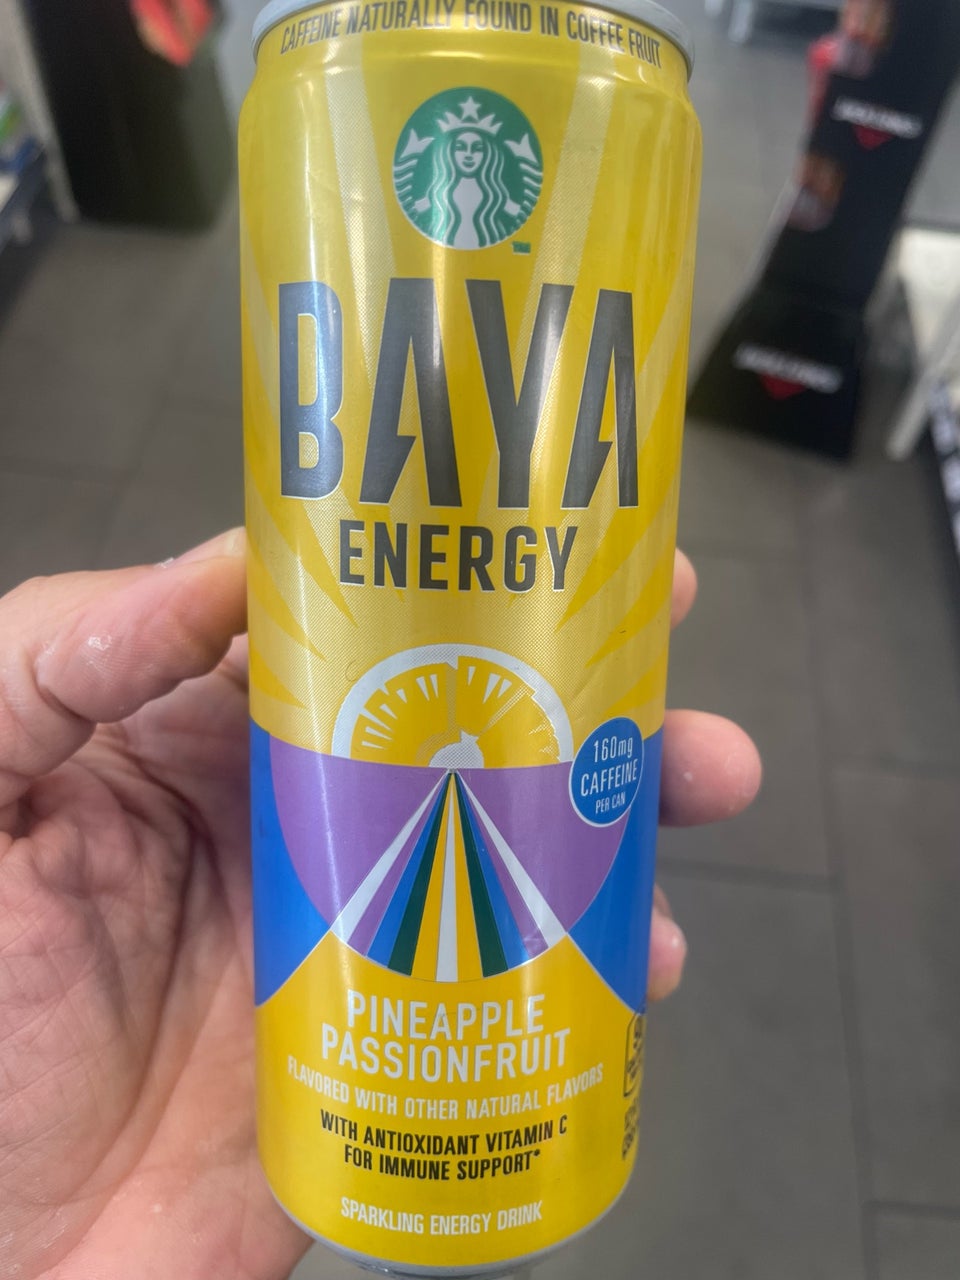 CAFFEINE NATURALLY FOUND IN COFFEE FRUIT
TM
BAYA
ENERGY
160mg
CAFFEINE
PER CAN
PINEAPPLE
PASSIONFRUIT
FLAVORED WITH OTHER NATURAL FLAVORS
WITH ANTIOXIDANT VITAMIN C
FOR IMMUNE SUPPORT*
SPARKLING ENERGY DRINK